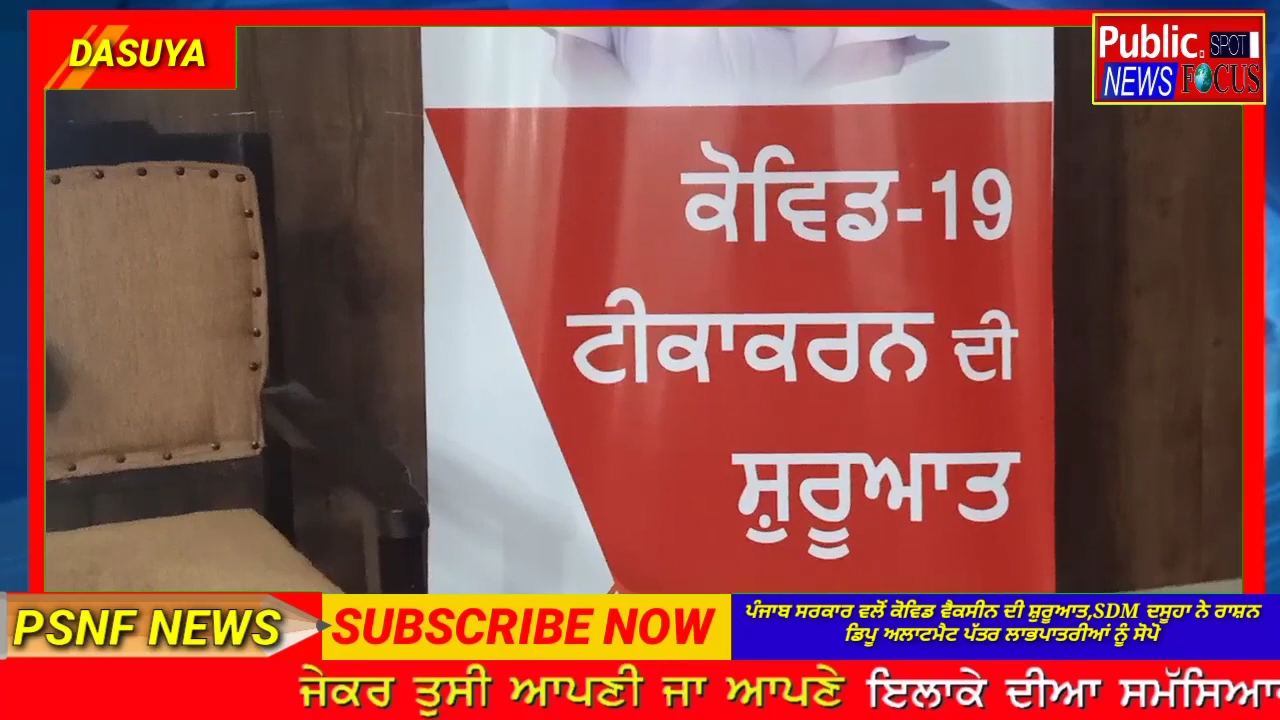 DASUYA
Public. SPOT
NEWS FOCUS
ਕੋਵਿਡ-19
ਟੀਕਾਕਰਨ ਦੀ
ਸ਼ੁਰੂਆਤ
PSNF NEWS
SUBSCRIBE NOW
ਪੰਜਾਬ ਸਰਕਾਰ ਵਲੋਂ ਕੋਵਿਡ ਵੈਕਸੀਨ ਦੀ ਸ਼ੁਰੂਆਤ,SDM ਦਸੂਹਾ ਨੇ ਰਾਸ਼ਨ
ਡਿਪੂ ਅਲਾਟਮੈਟ ਪੱਤਰ ਲਾਭਪਾਤਰੀਆਂ ਨੂੰ ਸੋਪੇ
ਜੇਕਰ ਤੁਸੀ ਆਪਣੀ ਜਾ ਆਪਣੇ ਇਲਾਕੇ ਦੀਆ